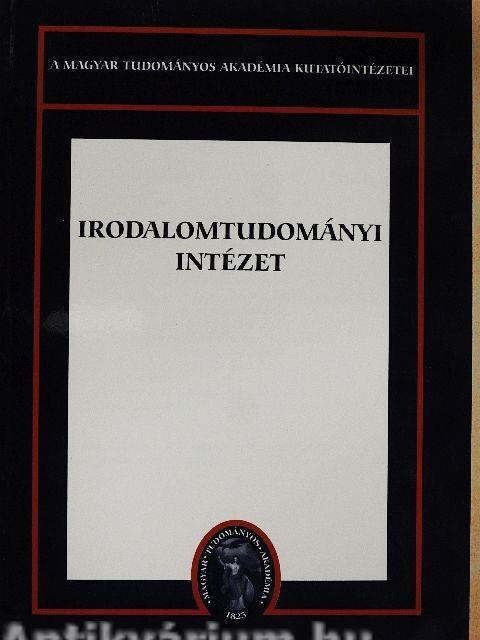 A MAGYAR TUDOMÁNYOS AKADÉMIA KUTATÓINTÉZETEI
IRODALOMTUDOMÁNYI
INTÉZET
MAGYAR · TUDOMÁNYOS · AKADÉMIA
1825
Antikvárium.hu